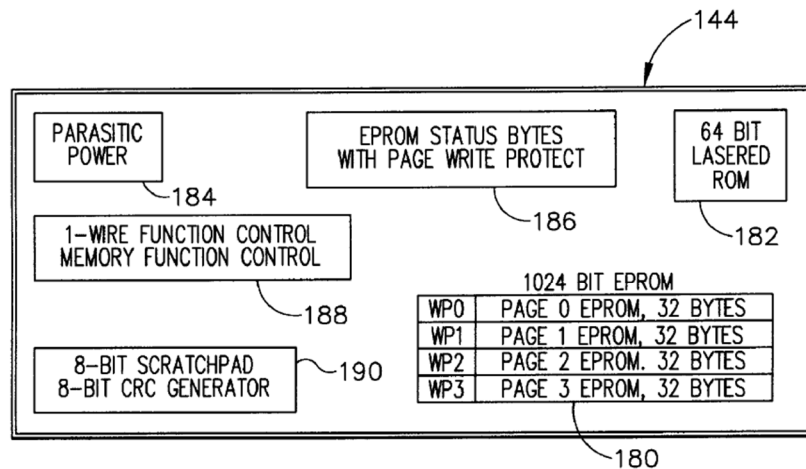 144
PARASITIC
POWER
184
EPROM STATUS BYTES
WITH PAGE WRITE PROTECT
186
64 BIT
LASERED
ROM
182
1-WIRE FUNCTION CONTROL
MEMORY FUNCTION CONTROL
188
1024 BIT EPROM
WP0 PAGE 0 EPROM, 32 BYTES
WP1 PAGE 1 EPROM, 32 BYTES
WP2 PAGE 2 EPROM. 32 BYTES
WP3 PAGE 3 EPROM, 32 BYTES
180
8-BIT SCRATCHPAD
8-BIT CRC GENERATOR
190